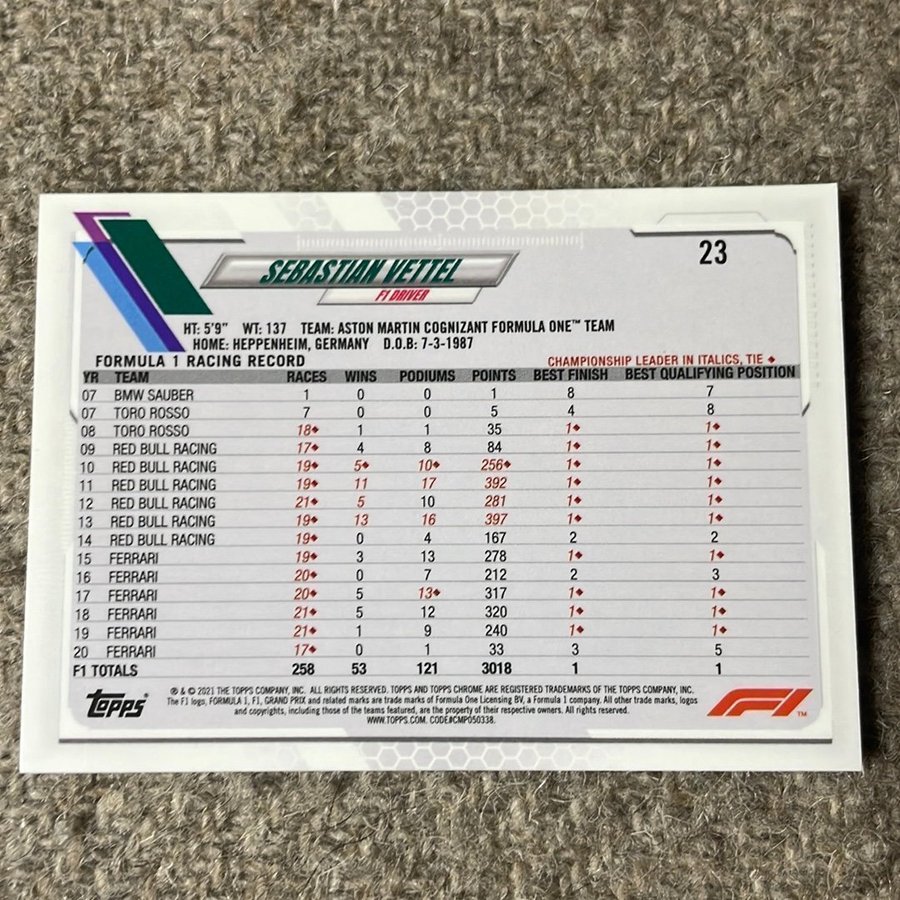 23
SEBASTIAN VETTEL
F1 DRIVER
HT: 5'9" WT: 137 TEAM: ASTON MARTIN COGNIZANT FORMULA ONE™ TEAM
HOME: HEPPENHEIM, GERMANY D.O.B: 7-3-1987
FORMULA 1 RACING RECORD CHAMPIONSHIP LEADER IN ITALICS, TIE ♦
YR TEAM RACES WINS PODIUMS POINTS BEST FINISH BEST QUALIFYING POSITION
07 BMW SAUBER 1 0 0 1 8 7
07 TORO ROSSO 7 0 0 5 4 8
08 TORO ROSSO 18♦ 1 1 35 1♦ 1♦
09 RED BULL RACING 17♦ 4 8 84 1♦ 1♦
10 RED BULL RACING 19♦ 5♦ 10♦ 256♦ 1♦ 1♦
11 RED BULL RACING 19♦ 11 17 392 1♦ 1♦
12 RED BULL RACING 21♦ 5 10 281 1♦ 1♦
13 RED BULL RACING 19♦ 13 16 397 1♦ 1♦
14 RED BULL RACING 19♦ 0 4 167 2 2
15 FERRARI 19♦ 3 13 278 1♦ 1♦
16 FERRARI 20♦ 0 7 212 2 3
17 FERRARI 20♦ 5 13♦ 317 1♦ 1♦
18 FERRARI 21♦ 5 12 320 1♦ 1♦
19 FERRARI 21♦ 1 9 240 1♦ 1♦
20 FERRARI 17♦ 0 1 33 3 5
F1 TOTALS 258 53 121 3018 1 1
topps®
℗ & © 2021 THE TOPPS COMPANY, INC. ALL RIGHTS RESERVED. TOPPS AND TOPPS CHROME ARE REGISTERED TRADEMARKS OF THE TOPPS COMPANY, INC.
The F1 logo, FORMULA 1, F1, GRAND PRIX and related marks are trade marks of Formula One Licensing BV, a Formula 1 company. All other trade marks, logos
and copyrights, including those of the teams featured, are the property of their respective owners. All rights reserved.
WWW.TOPPS.COM. CODE#CMP050338.
F1™